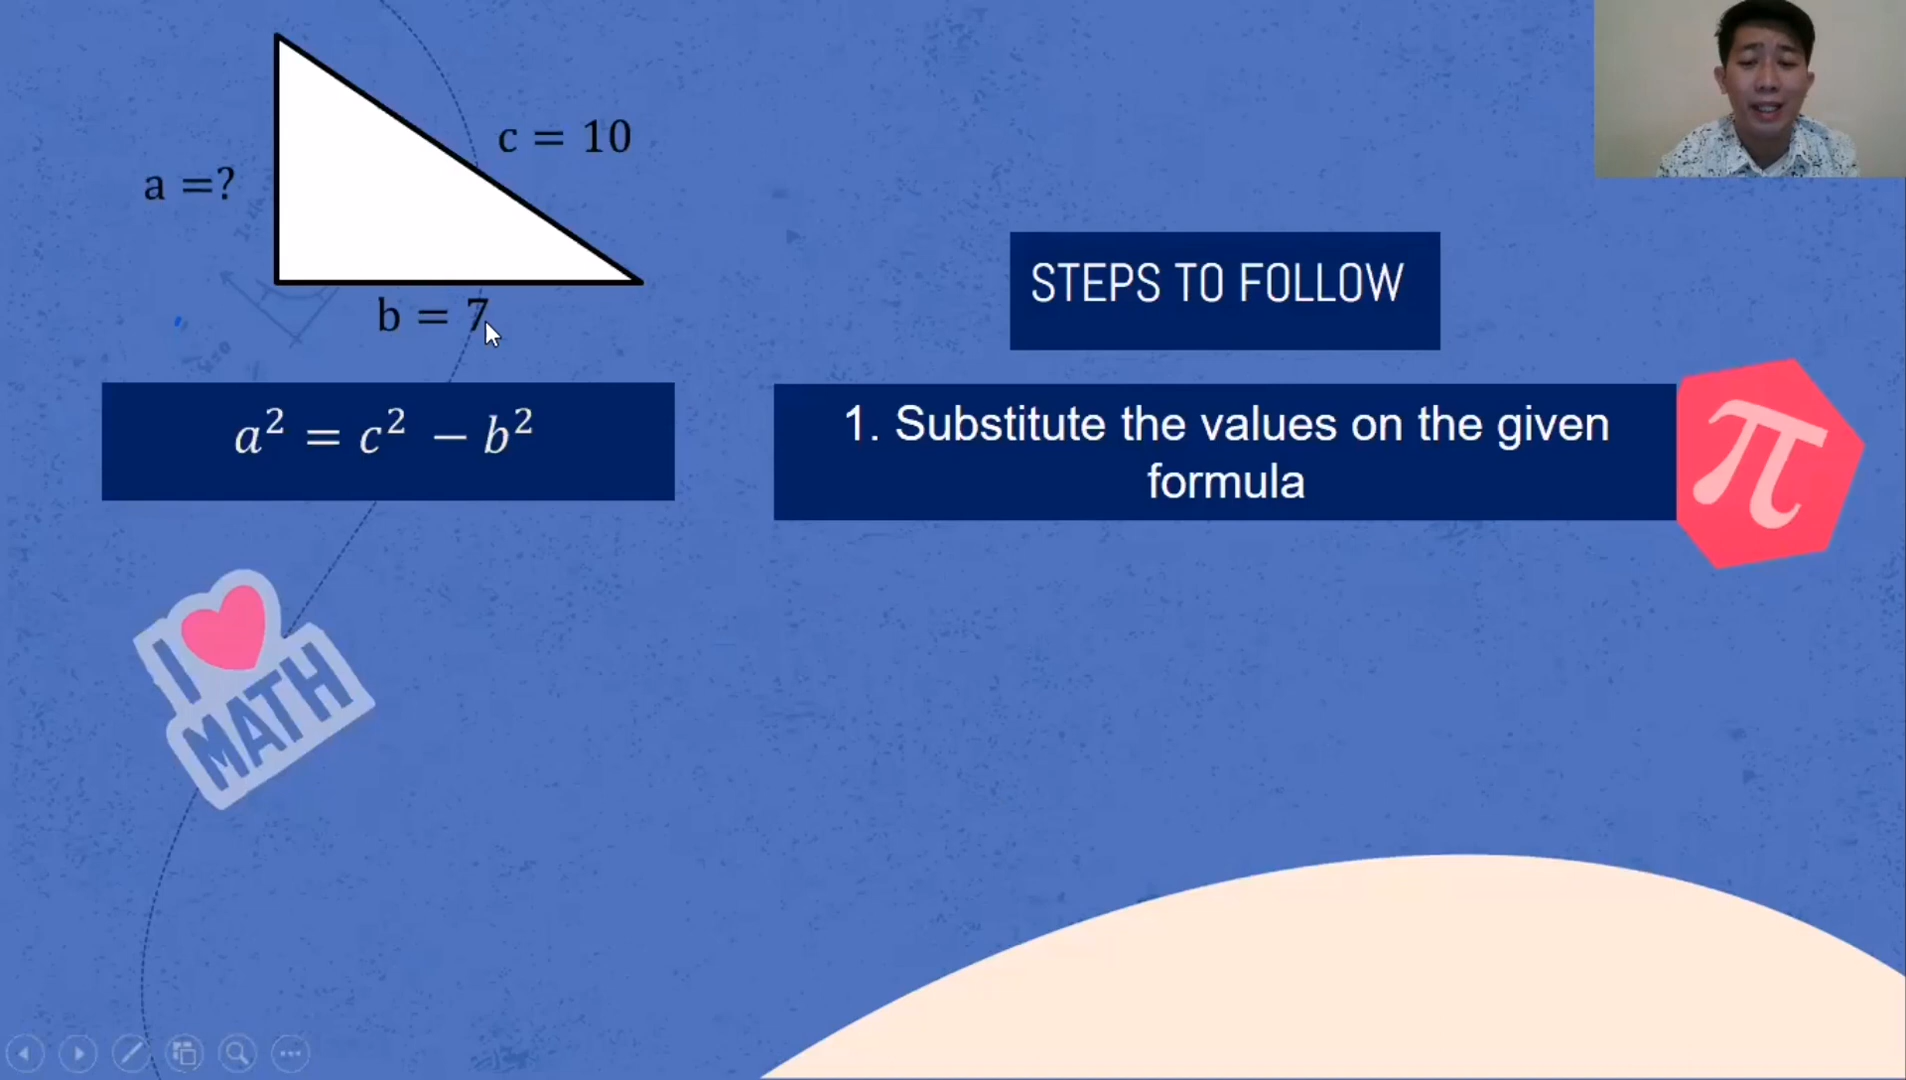 c = 10
a =?
b = 7
STEPS TO FOLLOW
a² = c² − b²
1. Substitute the values on the given
formula
π
I
MATH